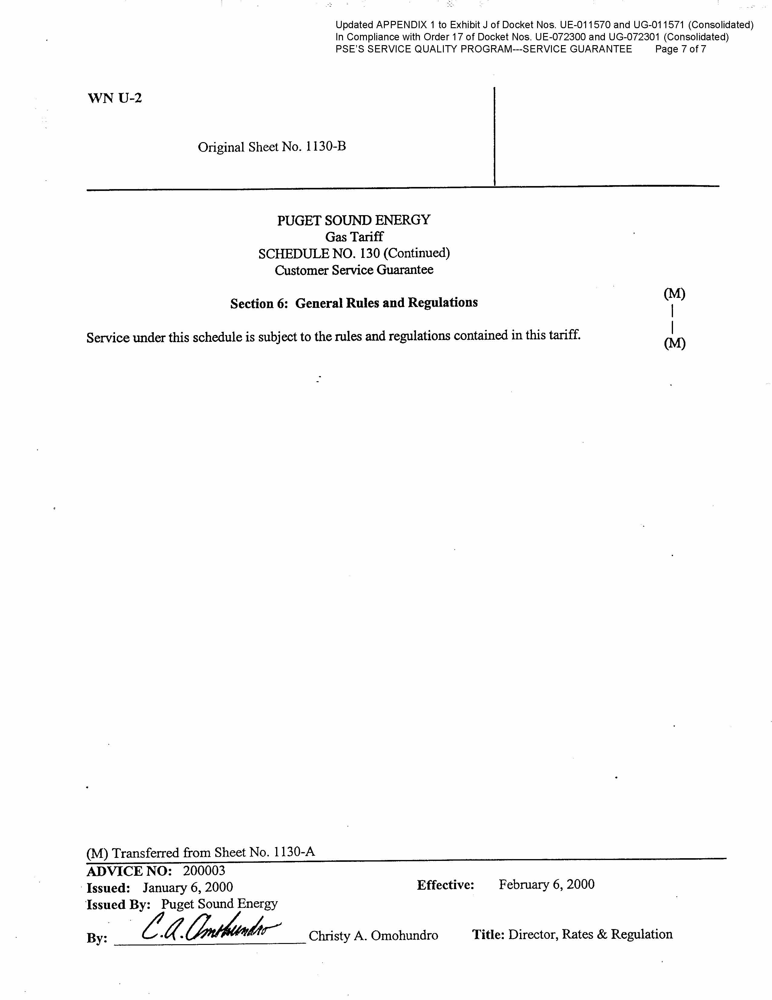 Updated APPENDIX 1 to Exhibit J of Docket Nos. UE-011570 and UG-011571 (Consolidated)
In Compliance with Order 17 of Docket Nos. UE-072300 and UG-072301 (Consolidated)
PSE'S SERVICE QUALITY PROGRAM---SERVICE GUARANTEE Page 7 of 7
WN U-2
Original Sheet No. 1130-B
PUGET SOUND ENERGY
Gas Tariff
SCHEDULE NO. 130 (Continued)
Customer Service Guarantee
(M)
Section 6: General Rules and Regulations
|
|
Service under this schedule is subject to the rules and regulations contained in this tariff.
(M)
(M) Transferred from Sheet No. 1130-A
ADVICE NO: 200003
Issued: January 6, 2000 Effective: February 6, 2000
Issued By: Puget Sound Energy
By: C.A. Omohundro Christy A. Omohundro Title: Director, Rates & Regulation